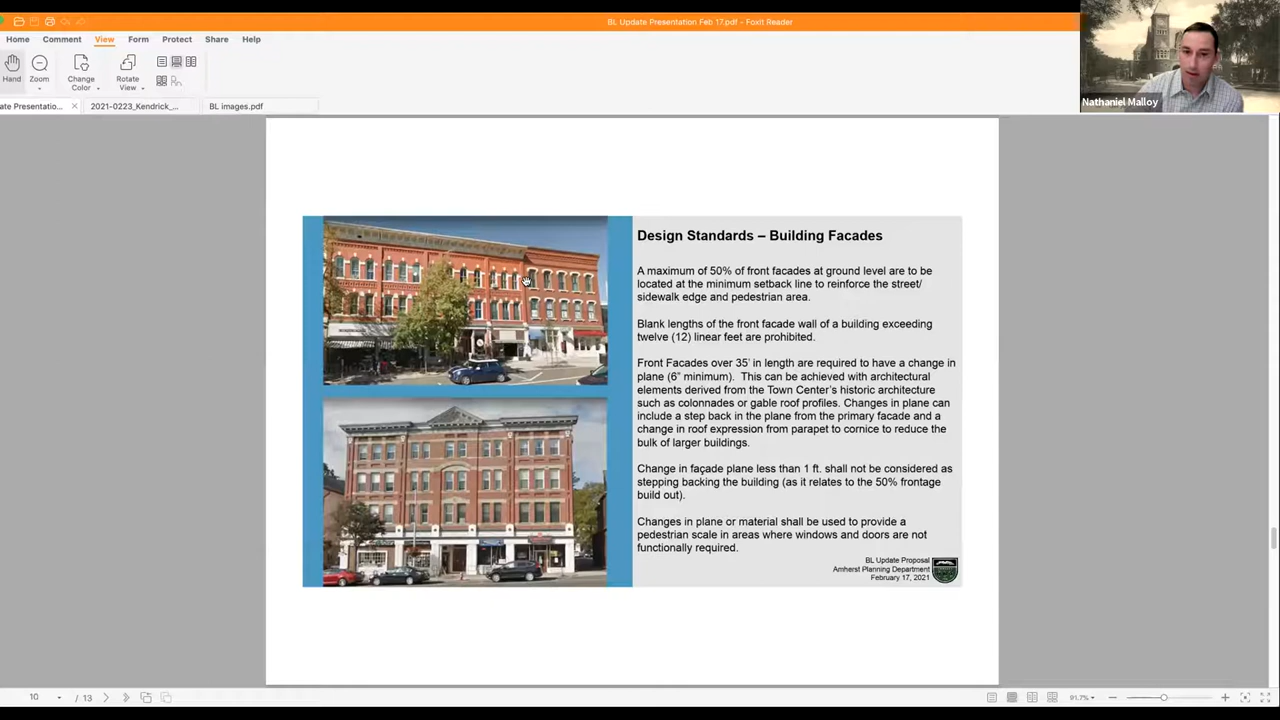 BL Update Presentation Feb 17.pdf - Foxit Reader
Home Comment View Form Protect Share Help
Hand Zoom Change Color Rotate View
ate Presentatio... 2021-0223_Kendrick_... BL images.pdf
Nathaniel Malloy
Design Standards – Building Facades
A maximum of 50% of front facades at ground level are to be
located at the minimum setback line to reinforce the street/
sidewalk edge and pedestrian area.
Blank lengths of the front facade wall of a building exceeding
twelve (12) linear feet are prohibited.
Front Facades over 35' in length are required to have a change in
plane (6" minimum). This can be achieved with architectural
elements derived from the Town Center's historic architecture
such as colonnades or gable roof profiles. Changes in plane can
include a step back in the plane from the primary facade and a
change in roof expression from parapet to cornice to reduce the
bulk of larger buildings.
Change in façade plane less than 1 ft. shall not be considered as
stepping backing the building (as it relates to the 50% frontage
build out).
Changes in plane or material shall be used to provide a
pedestrian scale in areas where windows and doors are not
functionally required.
BL Update Proposal
Amherst Planning Department
February 17, 2021
10 / 13 91.7%